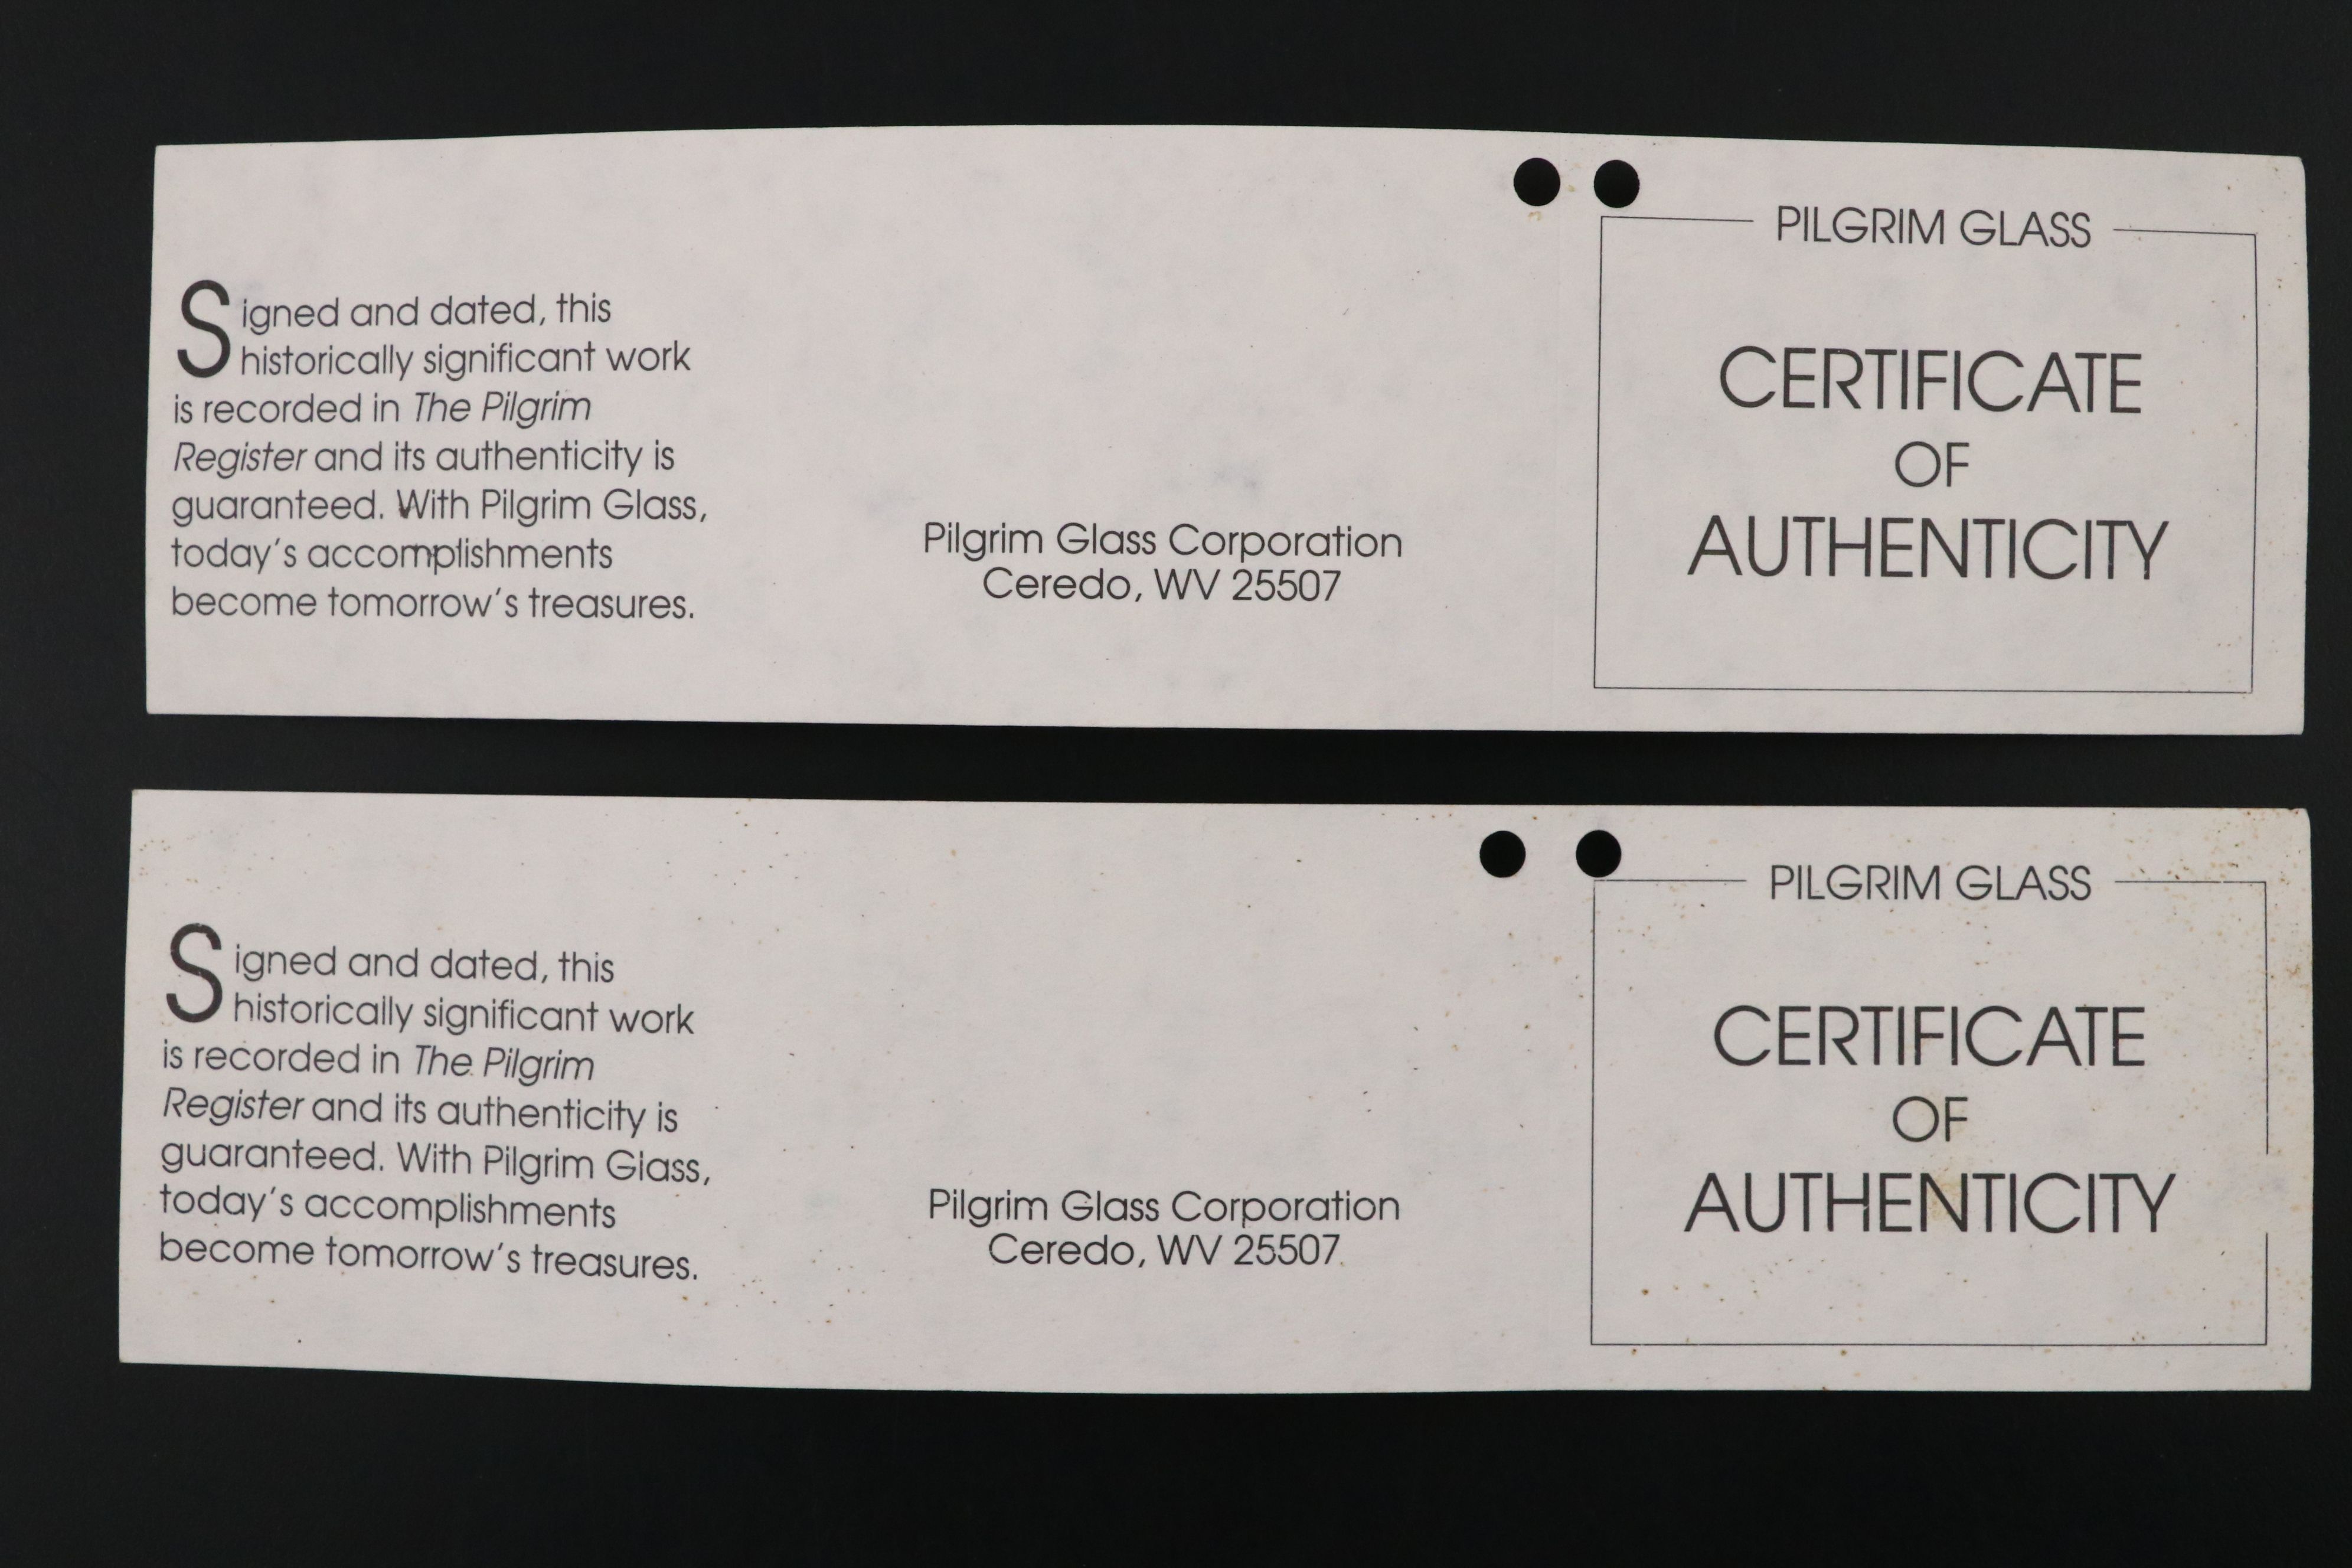 Signed and dated, this
historically significant work
is recorded in The Pilgrim
Register and its authenticity is
guaranteed. With Pilgrim Glass,
today's accomplishments
become tomorrow's treasures.
Pilgrim Glass Corporation
Ceredo, WV 25507
PILGRIM GLASS
CERTIFICATE
OF
AUTHENTICITY
Signed and dated, this
historically significant work
is recorded in The Pilgrim
Register and its authenticity is
guaranteed. With Pilgrim Glass,
today's accomplishments
become tomorrow's treasures.
Pilgrim Glass Corporation
Ceredo, WV 25507
PILGRIM GLASS
CERTIFICATE
OF
AUTHENTICITY